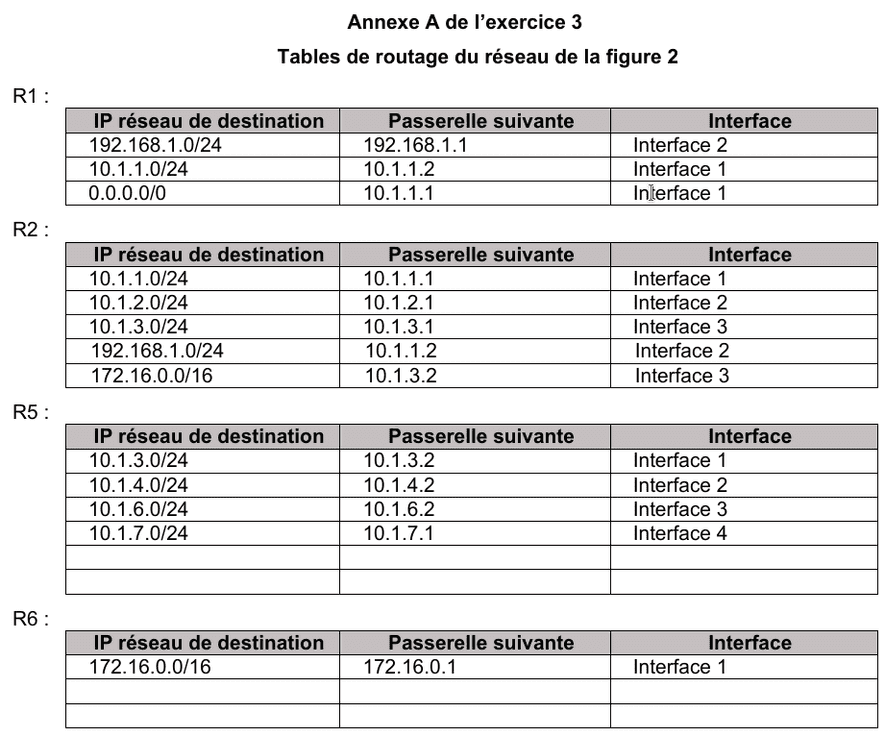 Annexe A de l'exercice 3
Tables de routage du réseau de la figure 2
R1 :
IP réseau de destination Passerelle suivante Interface
192.168.1.0/24 192.168.1.1 Interface 2
10.1.1.0/24 10.1.1.2 Interface 1
0.0.0.0/0 10.1.1.1 Interface 1
R2 :
IP réseau de destination Passerelle suivante Interface
10.1.1.0/24 10.1.1.1 Interface 1
10.1.2.0/24 10.1.2.1 Interface 2
10.1.3.0/24 10.1.3.1 Interface 3
192.168.1.0/24 10.1.1.2 Interface 2
172.16.0.0/16 10.1.3.2 Interface 3
R5 :
IP réseau de destination Passerelle suivante Interface
10.1.3.0/24 10.1.3.2 Interface 1
10.1.4.0/24 10.1.4.2 Interface 2
10.1.6.0/24 10.1.6.2 Interface 3
10.1.7.0/24 10.1.7.1 Interface 4
R6 :
IP réseau de destination Passerelle suivante Interface
172.16.0.0/16 172.16.0.1 Interface 1